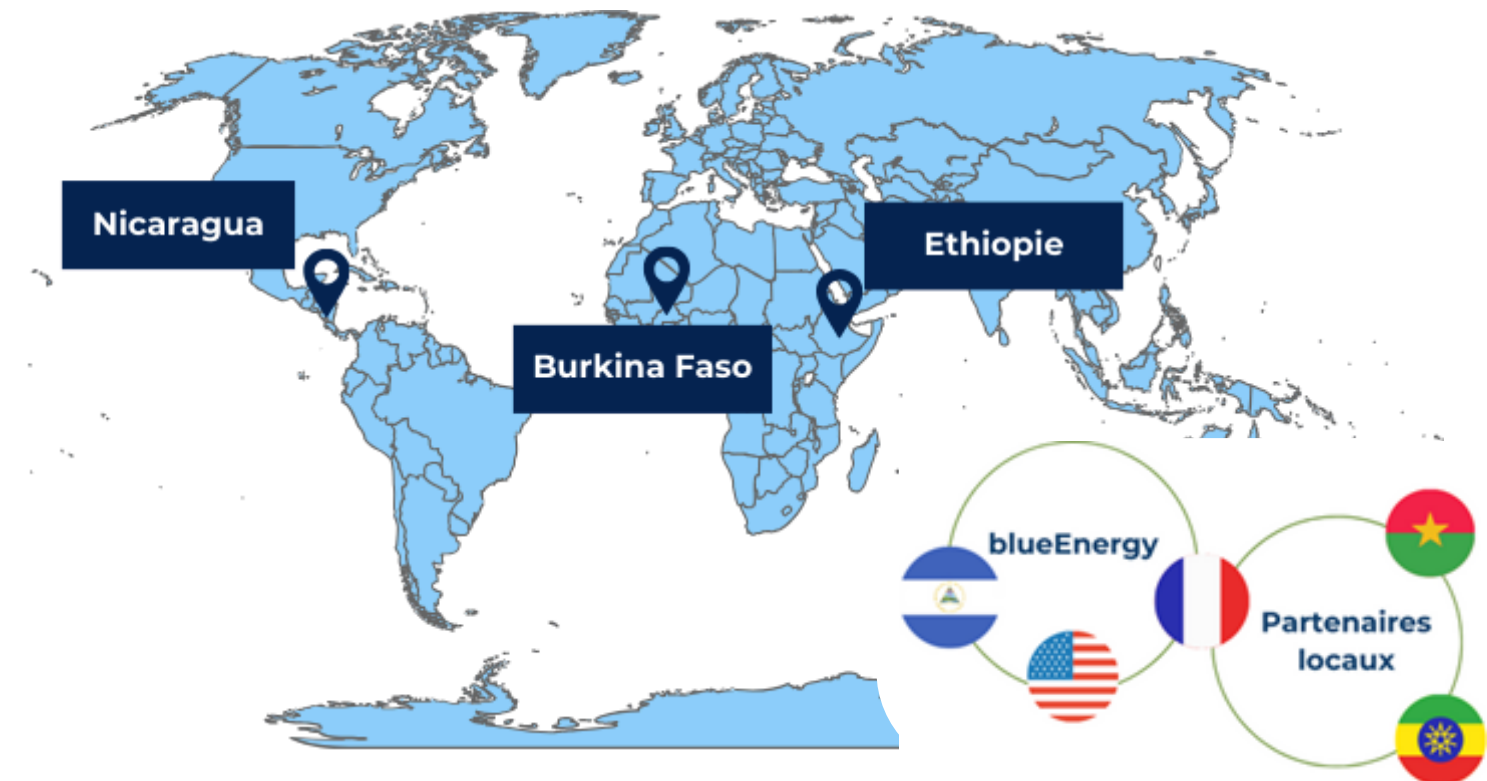 Nicaragua
Ethiopie
Burkina Faso
blueEnergy
Partenaires
locaux